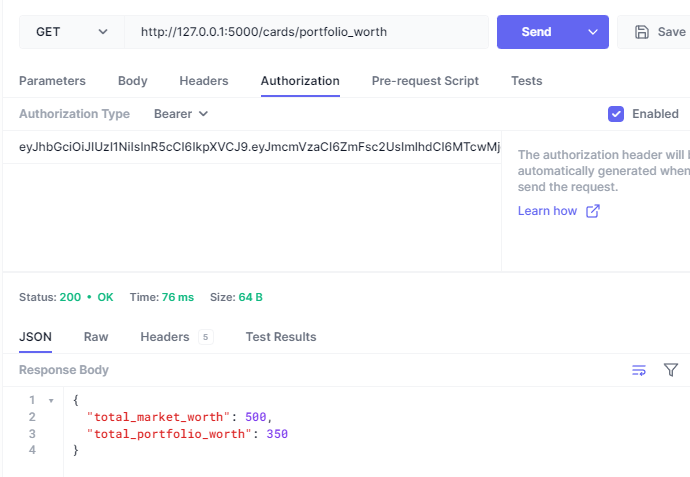 GET http://127.0.0.1:5000/cards/portfolio_worth Send Save
Parameters Body Headers Authorization Pre-request Script Tests
Authorization Type Bearer Enabled
eyJhbGciOiJIUzI1NiIsInR5cCI6IkpXVCJ9.eyJmcmVzaCI6ZmFsc2UsImlhdCI6MTcwMj
The authorization header will
automatically generated when
send the request.
Learn how
Status: 200 • OK Time: 76 ms Size: 64 B
JSON Raw Headers 5 Test Results
Response Body
1 {
2 "total_market_worth": 500,
3 "total_portfolio_worth": 350
4 }